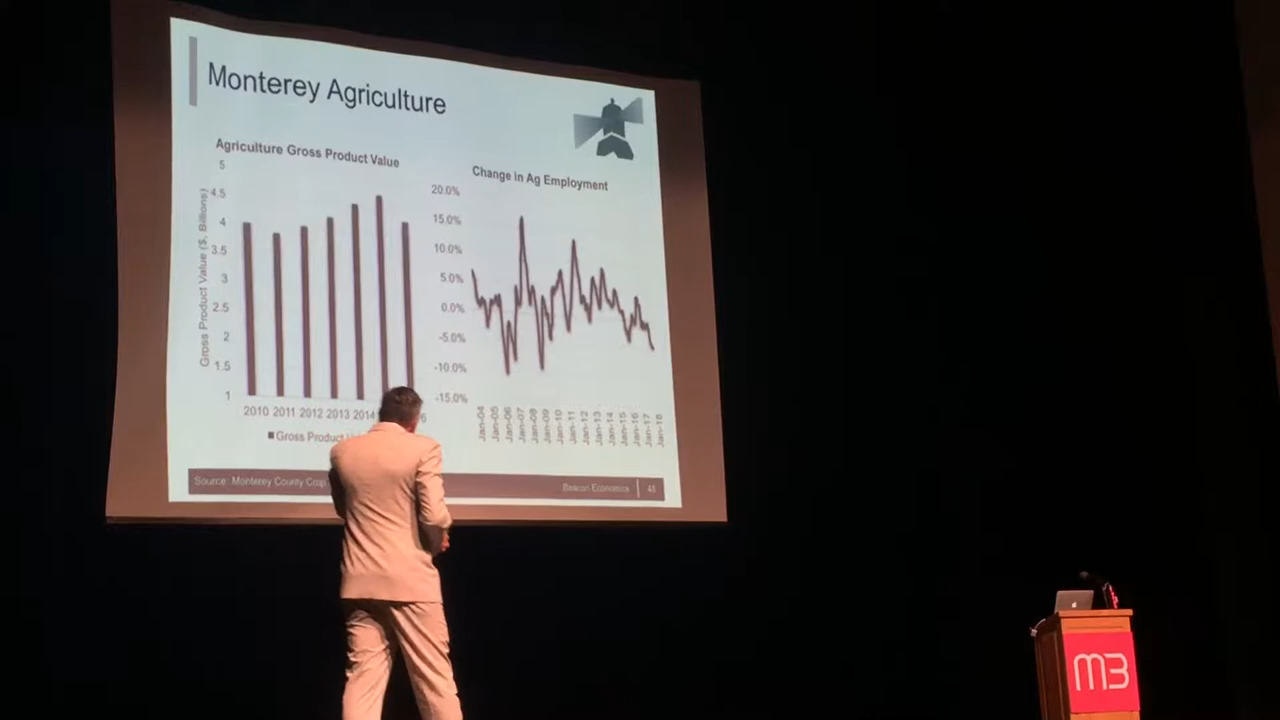 Monterey Agriculture
Agriculture Gross Product Value
Gross Product Value ($, Billions)
5
4.5
4
3.5
3
2.5
2
1.5
1
2010 2011 2012 2013 2014
Gross Product
Change in Ag Employment
20.0%
15.0%
10.0%
5.0%
0.0%
-5.0%
-10.0%
-15.0%
Jan-04
Jan-05
Jan-06
Jan-07
Jan-08
Jan-09
Jan-10
Jan-11
Jan-12
Jan-13
Jan-14
Jan-15
Jan-16
Jan-17
Jan-18
Source: Monterey County Crop
Beacon Economics
M3